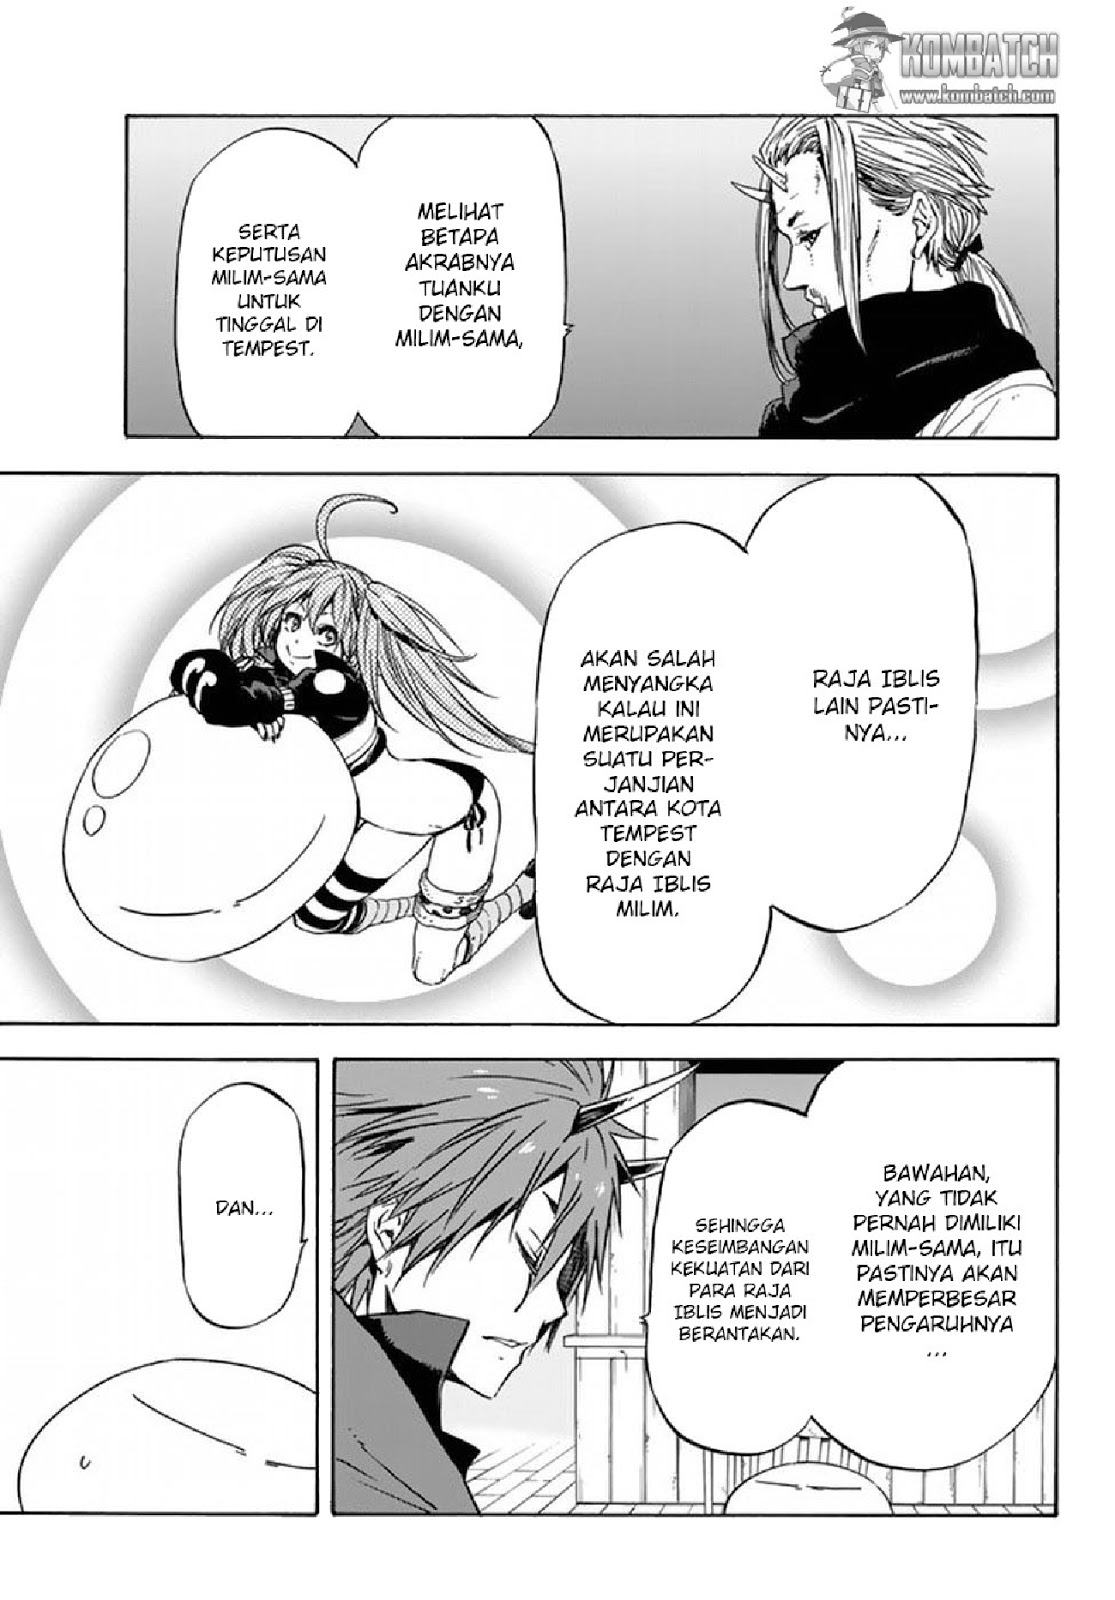 KOMBATCH
www.kombatch.com
MELIHAT
BETAPA
AKRABNYA
TUANKU
DENGAN
MILIM-SAMA,
SERTA
KEPUTUSAN
MILIM-SAMA
UNTUK
TINGGAL DI
TEMPEST.
RAJA IBLIS
LAIN PASTI-
NYA...
AKAN SALAH
MENYANGKA
KALAU INI
MERUPAKAN
SUATU PER-
JANJIAN
ANTARA KOTA
TEMPEST
DENGAN
RAJA IBLIS
MILIM.
BAWAHAN,
YANG TIDAK
PERNAH DIMILIKI
MILIM-SAMA, ITU
PASTINYA AKAN
MEMPERBESAR
PENGARUHNYA
...
SEHINGGA
KESEIMBANGAN
KEKUATAN DARI
PARA RAJA
IBLIS MENJADI
BERANTAKAN.
DAN...